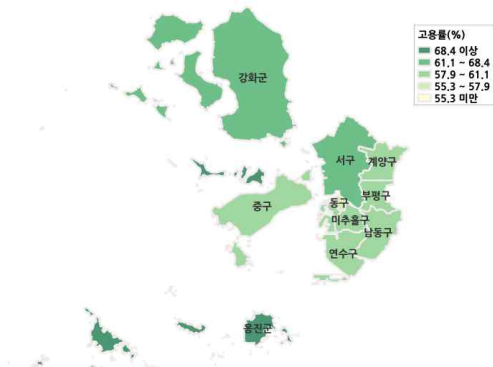 고용률(%)
68.4 이상
61.1 ~ 68.4
57.9 ~ 61.1
55.3 ~ 57.9
55.3 미만
강화군
서구
계양구
부평구
동구
중구
미추홀구
남동구
연수구
옹진군